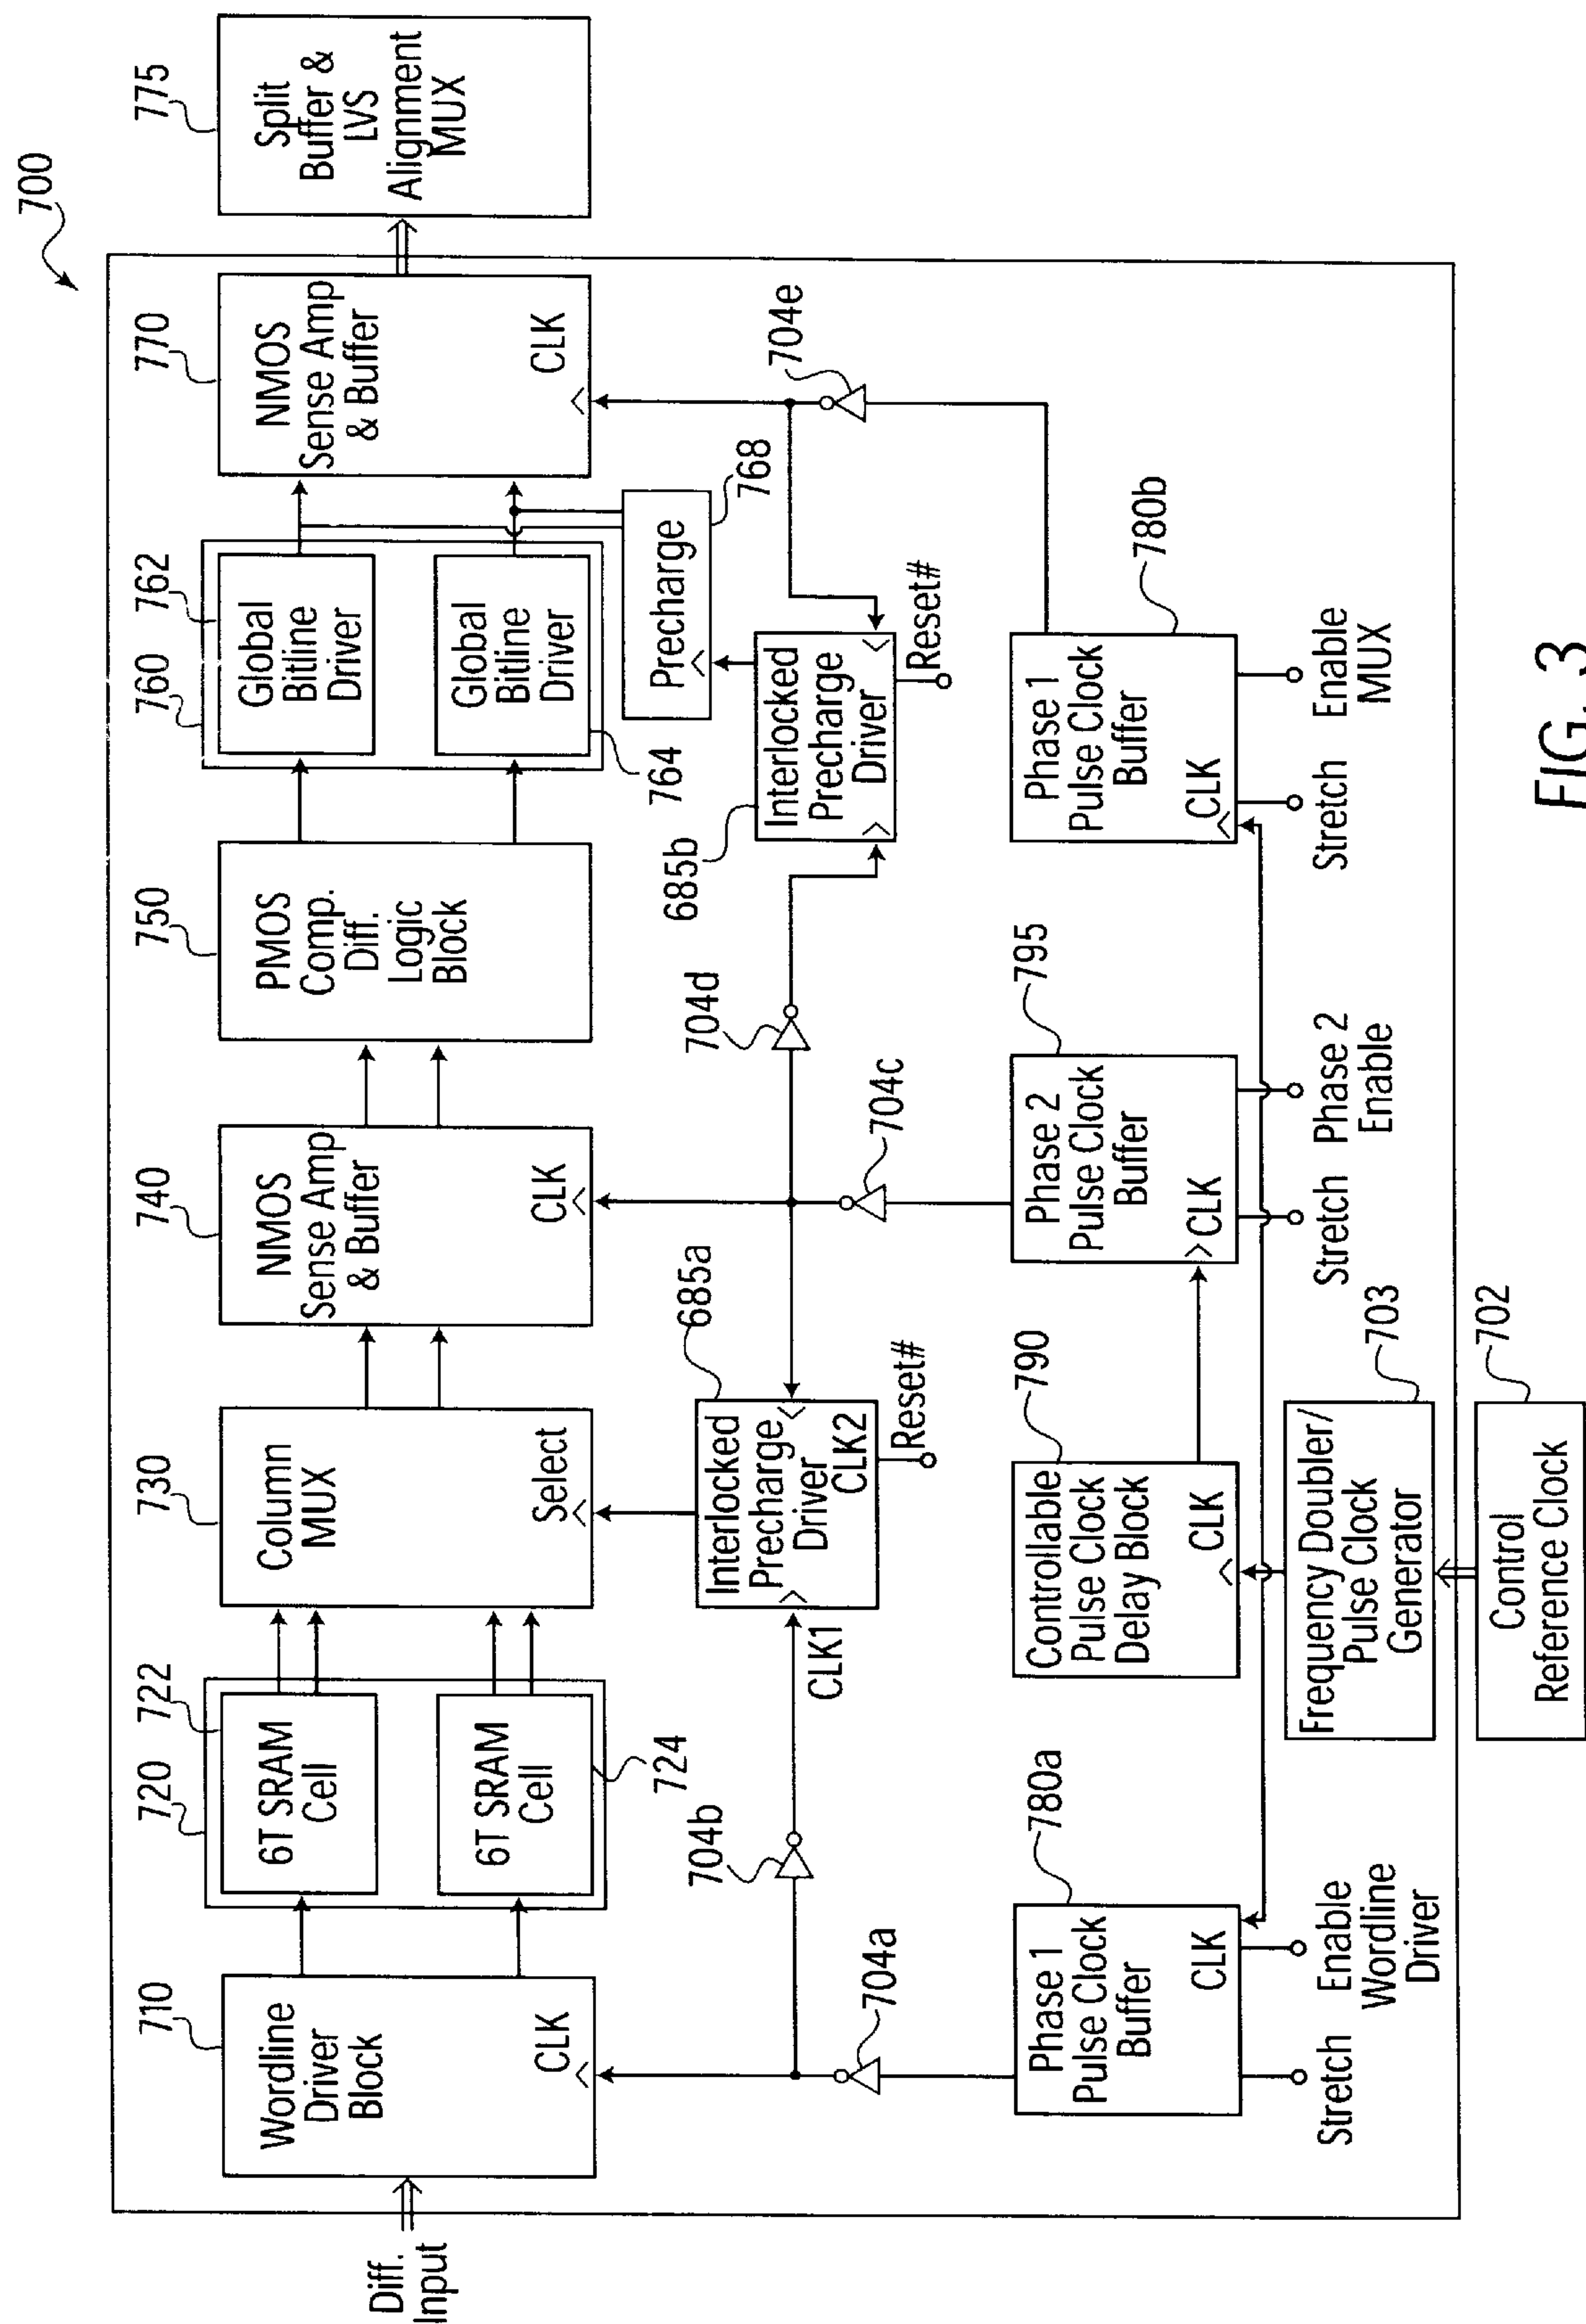 700
710
Wordline
Driver
Block
CLK
Diff.
Input
720
722
6T SRAM
Cell
6T SRAM
Cell
724
730
Column
MUX
Select
740
NMOS
Sense Amp
& Buffer
CLK
750
PMOS
Comp.
Diff.
Logic
Block
760
762
Global
Bitline
Driver
Global
Bitline
Driver
764
770
NMOS
Sense Amp
& Buffer
CLK
775
Split
Buffer &
LVS
Alignment
MUX
Precharge
768
704b
CLK1
685a
Interlocked
Precharge
Driver
CLK2
Reset#
704d
685b
Interlocked
Precharge
Driver
Reset#
704e
704a
704c
780a
Phase 1
Pulse Clock
Buffer
CLK
Stretch
Enable
Wordline
Driver
790
Controllable
Pulse Clock
Delay Block
CLK
795
Phase 2
Pulse Clock
Buffer
CLK
Stretch
Phase 2
Enable
780b
Phase 1
Pulse Clock
Buffer
CLK
Stretch
Enable
MUX
703
Frequency Doubler/
Pulse Clock
Generator
702
Control
Reference Clock
FIG. 3